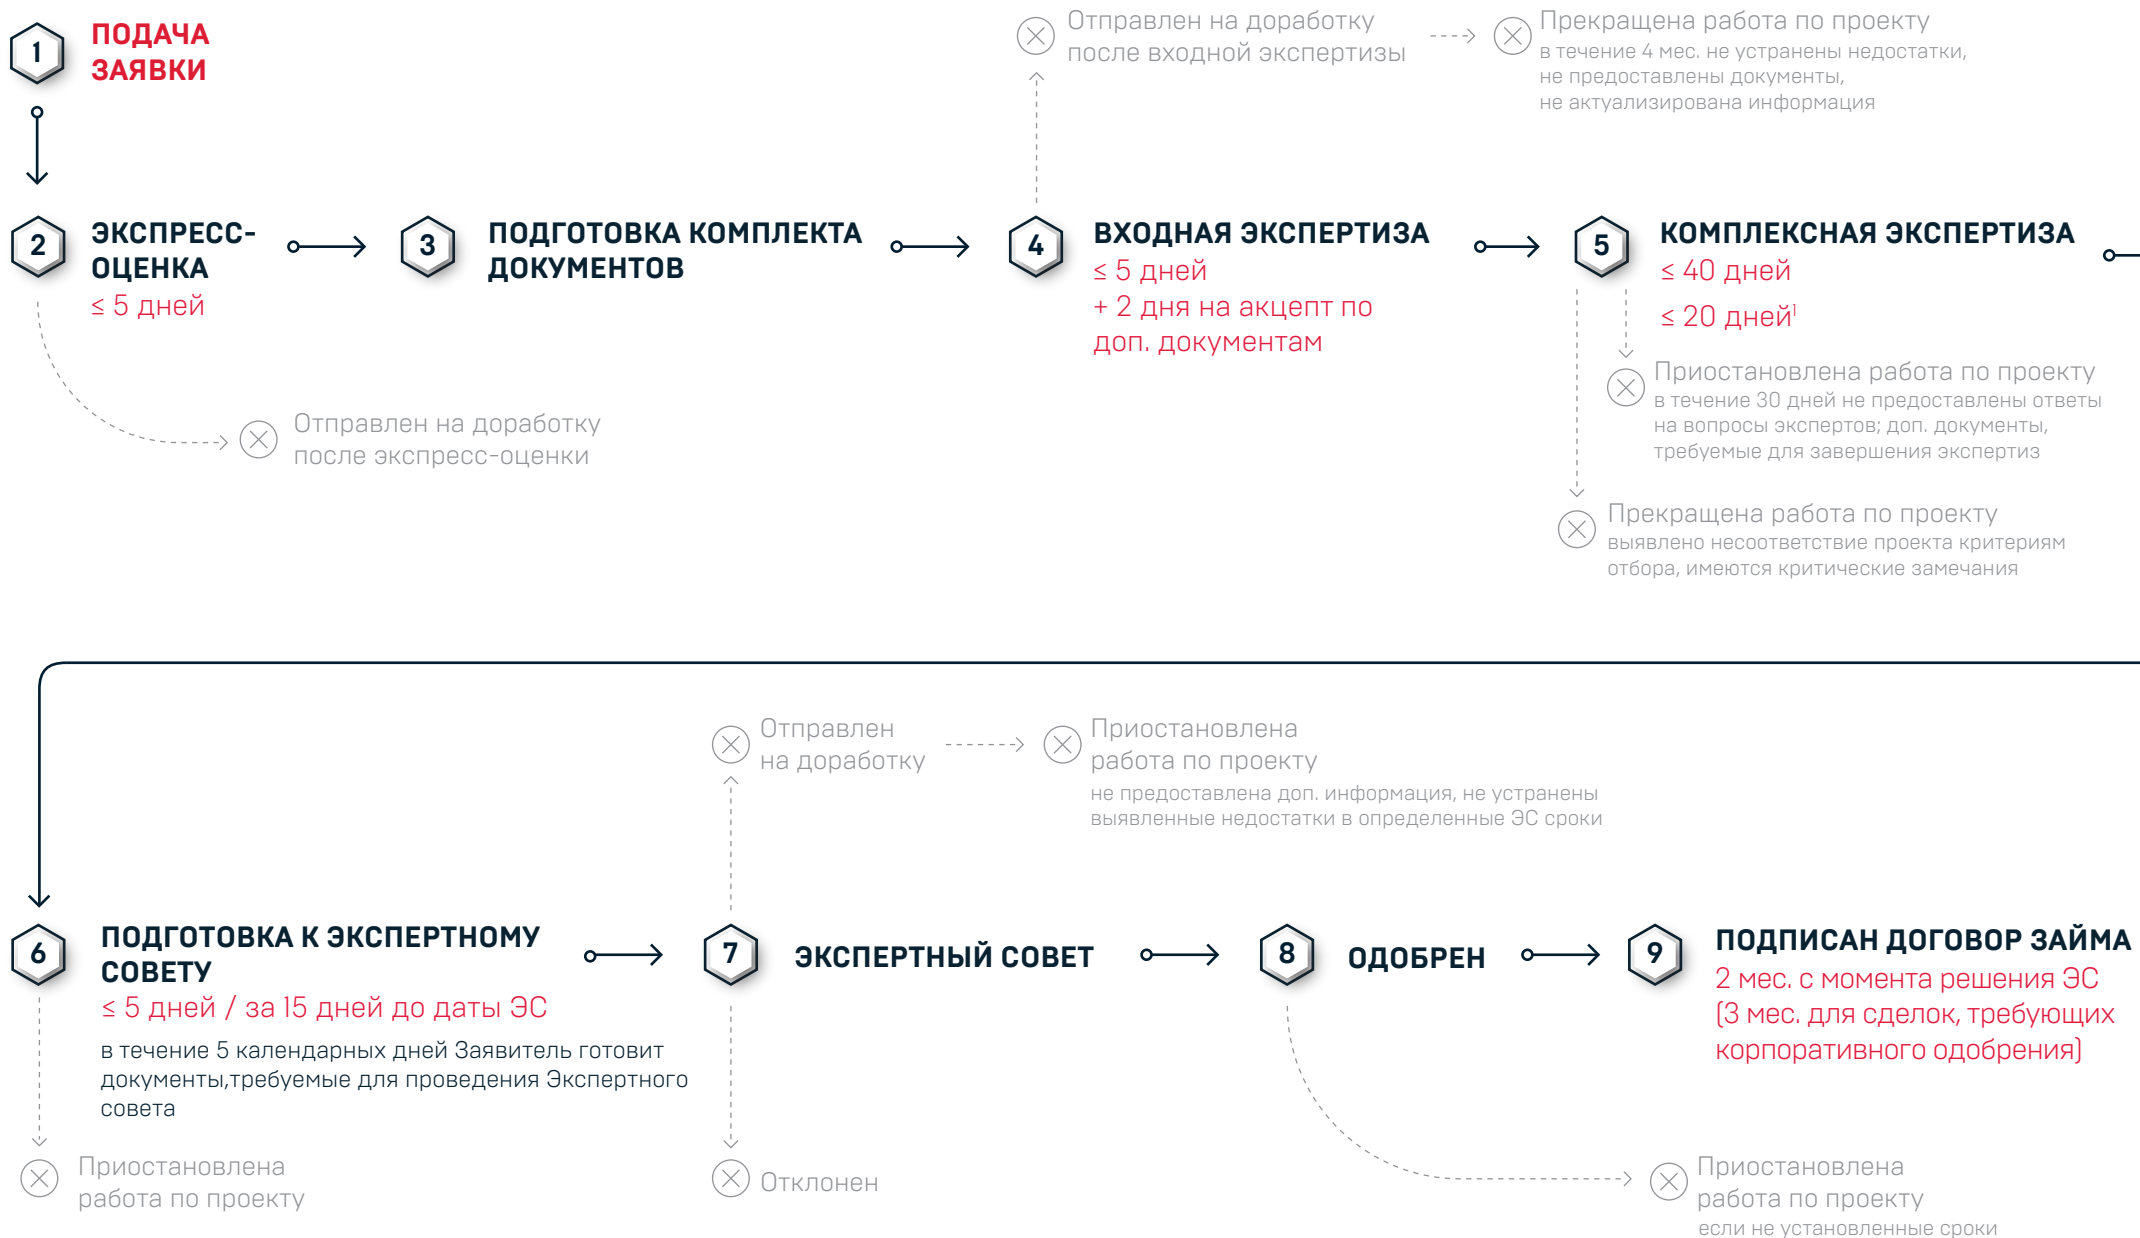 1
ПОДАЧА
ЗАЯВКИ
Отправлен на доработку
после входной экспертизы
Прекращена работа по проекту
в течение 4 мес. не устранены недостатки,
не предоставлены документы,
не актуализирована информация
2
ЭКСПРЕСС-
ОЦЕНКА
≤ 5 дней
3
ПОДГОТОВКА КОМПЛЕКТА
ДОКУМЕНТОВ
4
ВХОДНАЯ ЭКСПЕРТИЗА
≤ 5 дней
+ 2 дня на акцепт по
доп. документам
5
КОМПЛЕКСНАЯ ЭКСПЕРТИЗА
≤ 40 дней
≤ 20 дней¹
Отправлен на доработку
после экспресс-оценки
Приостановлена работа по проекту
в течение 30 дней не предоставлены ответы
на вопросы экспертов; доп. документы,
требуемые для завершения экспертиз
Прекращена работа по проекту
выявлено несоответствие проекта критериям
отбора, имеются критические замечания
Отправлен
на доработку
Приостановлена
работа по проекту
не предоставлена доп. информация, не устранены
выявленные недостатки в определенные ЭС сроки
6
ПОДГОТОВКА К ЭКСПЕРТНОМУ
СОВЕТУ
≤ 5 дней / за 15 дней до даты ЭС
в течение 5 календарных дней Заявитель готовит
документы,требуемые для проведения Экспертного
совета
7
ЭКСПЕРТНЫЙ СОВЕТ
8
ОДОБРЕН
9
ПОДПИСАН ДОГОВОР ЗАЙМА
2 мес. с момента решения ЭС
(3 мес. для сделок, требующих
корпоративного одобрения)
Приостановлена
работа по проекту
Отклонен
Приостановлена
работа по проекту
если не установленные сроки